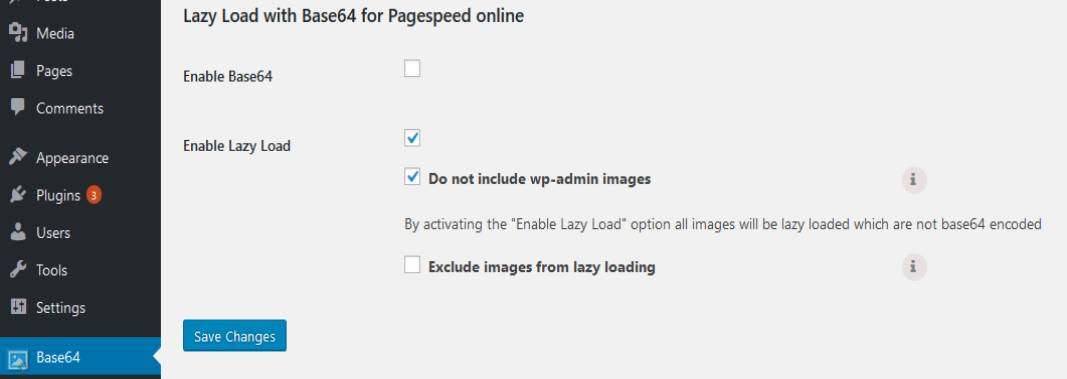 Posts
Lazy Load with Base64 for Pagespeed online
Media
Pages
Enable Base64
Comments
Enable Lazy Load
Appearance
Do not include wp-admin images
i
Plugins 3
Users
By activating the "Enable Lazy Load" option all images will be lazy loaded which are not base64 encoded
Tools
Exclude images from lazy loading
i
Settings
Save Changes
Base64